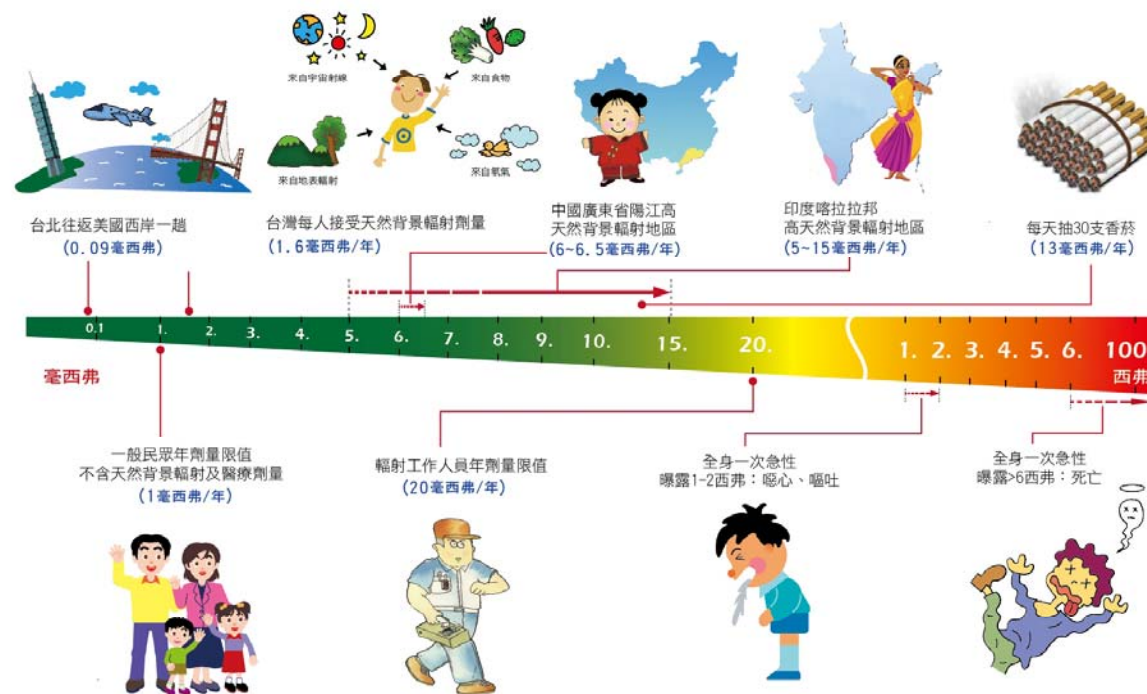 來自宇宙射線
來自食物
來自地表輻射
來自氡氣
台北往返美國西岸一趟
(0.09毫西弗)
台灣每人接受天然背景輻射劑量
(1.6毫西弗/年)
中國廣東省陽江高
天然背景輻射地區
(6~6.5毫西弗/年)
印度喀拉拉邦
高天然背景輻射地區
(5~15毫西弗/年)
每天抽30支香菸
(13毫西弗/年)
0.1 1. 2. 3. 4. 5. 6. 7. 8. 9. 10. 15. 20. 1. 2. 3. 4. 5. 6. 100
毫西弗
西弗
一般民眾年劑量限值
不含天然背景輻射及醫療劑量
(1毫西弗/年)
輻射工作人員年劑量限值
(20毫西弗/年)
全身一次急性
曝露1-2西弗：噁心、嘔吐
全身一次急性
曝露>6西弗：死亡